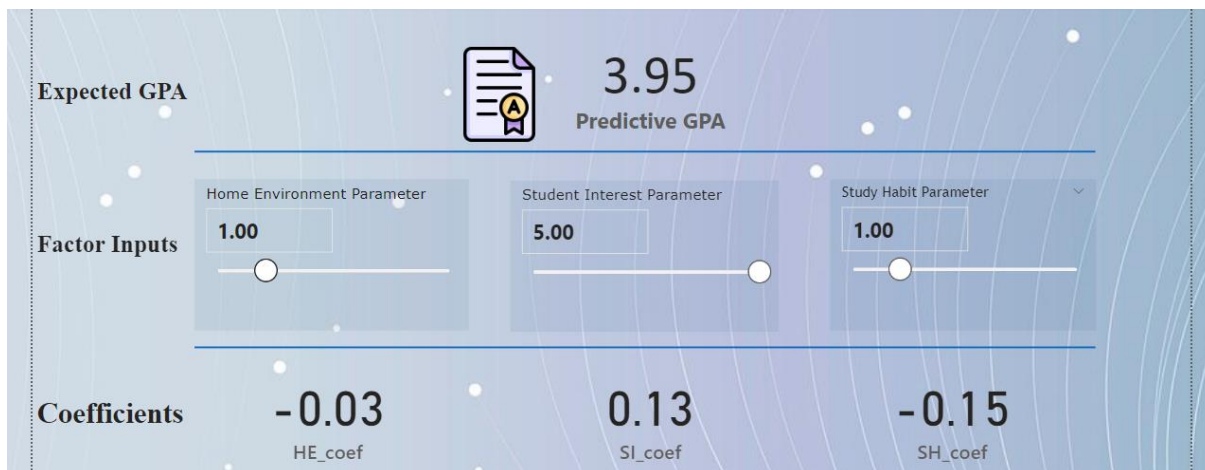 Expected GPA
A
3.95
Predictive GPA
Factor Inputs
Home Environment Parameter
1.00
Student Interest Parameter
5.00
Study Habit Parameter
1.00
Coefficients
-0.03
HE_coef
0.13
SI_coef
-0.15
SH_coef